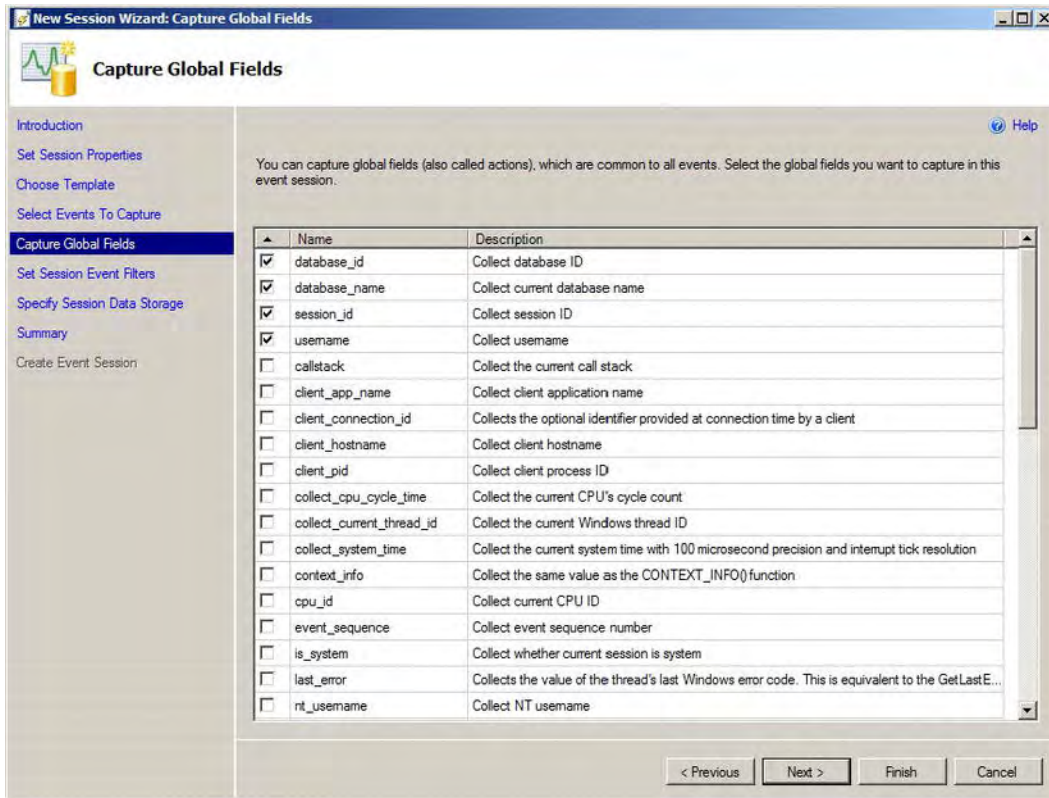 New Session Wizard: Capture Global Fields
Capture Global Fields
Introduction
Set Session Properties
Choose Template
Select Events To Capture
Capture Global Fields
Set Session Event Filters
Specify Session Data Storage
Summary
Create Event Session
Help
You can capture global fields (also called actions), which are common to all events. Select the global fields you want to capture in this
event session.
Name Description
database_id Collect database ID
database_name Collect current database name
session_id Collect session ID
username Collect username
callstack Collect the current call stack
client_app_name Collect client application name
client_connection_id Collects the optional identifier provided at connection time by a client
client_hostname Collect client hostname
client_pid Collect client process ID
collect_cpu_cycle_time Collect the current CPU's cycle count
collect_current_thread_id Collect the current Windows thread ID
collect_system_time Collect the current system time with 100 microsecond precision and interrupt tick resolution
context_info Collect the same value as the CONTEXT_INFO() function
cpu_id Collect current CPU ID
event_sequence Collect event sequence number
is_system Collect whether current session is system
last_error Collects the value of the thread's last Windows error code. This is equivalent to the GetLastE...
nt_username Collect NT username
< Previous Next > Finish Cancel